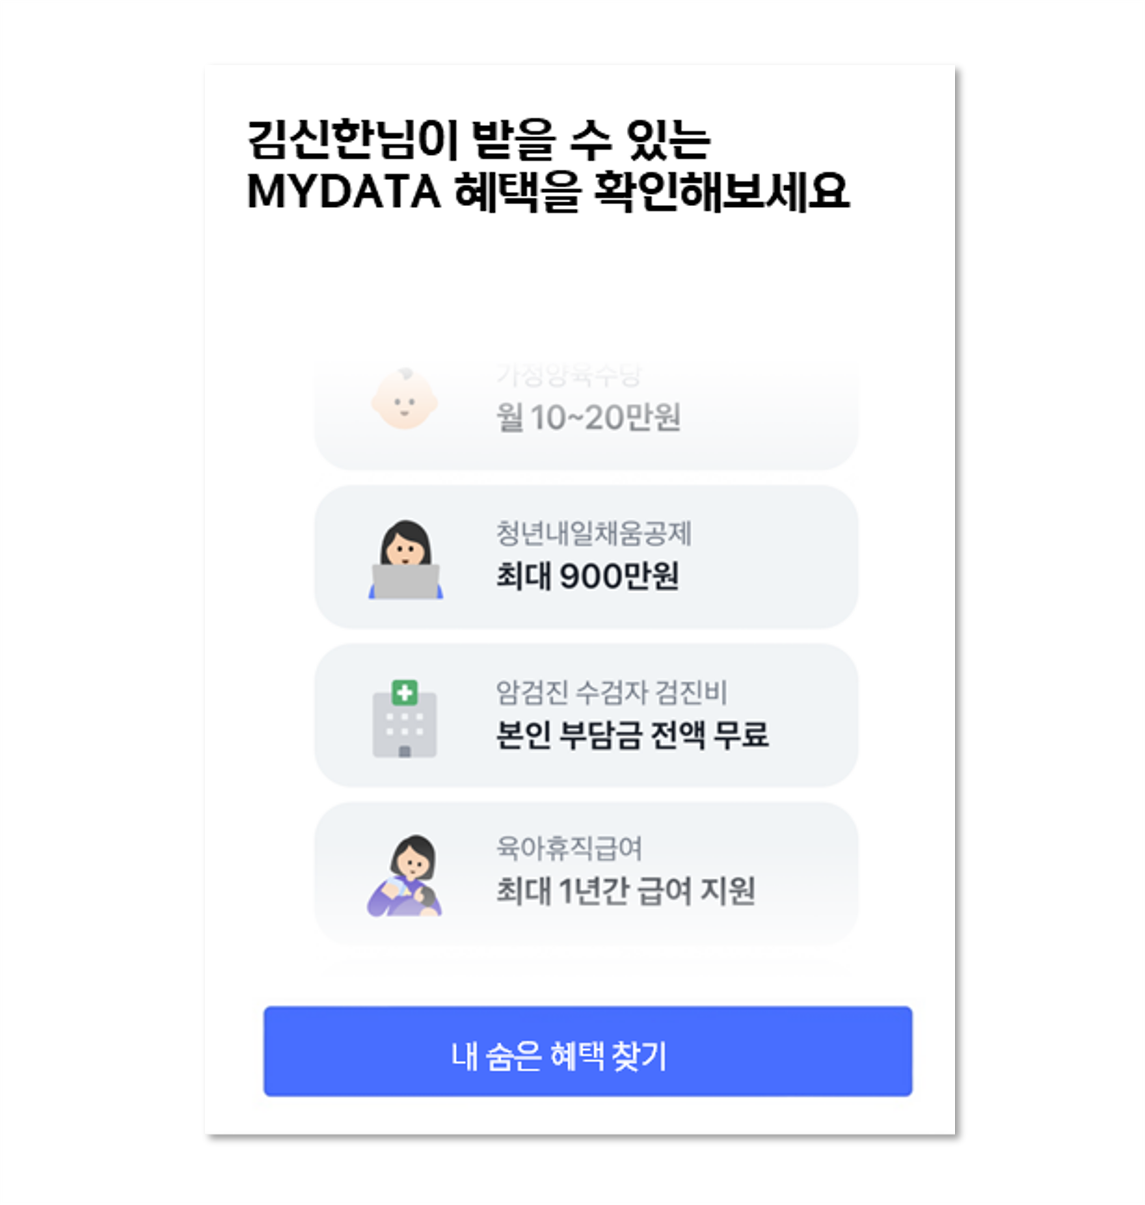 김신한님이 받을 수 있는
MYDATA 혜택을 확인해보세요
가정양육수당
월 10~20만원
청년내일채움공제
최대 900만원
암검진 수검자 검진비
본인 부담금 전액 무료
육아휴직급여
최대 1년간 급여 지원
내 숨은 혜택 찾기